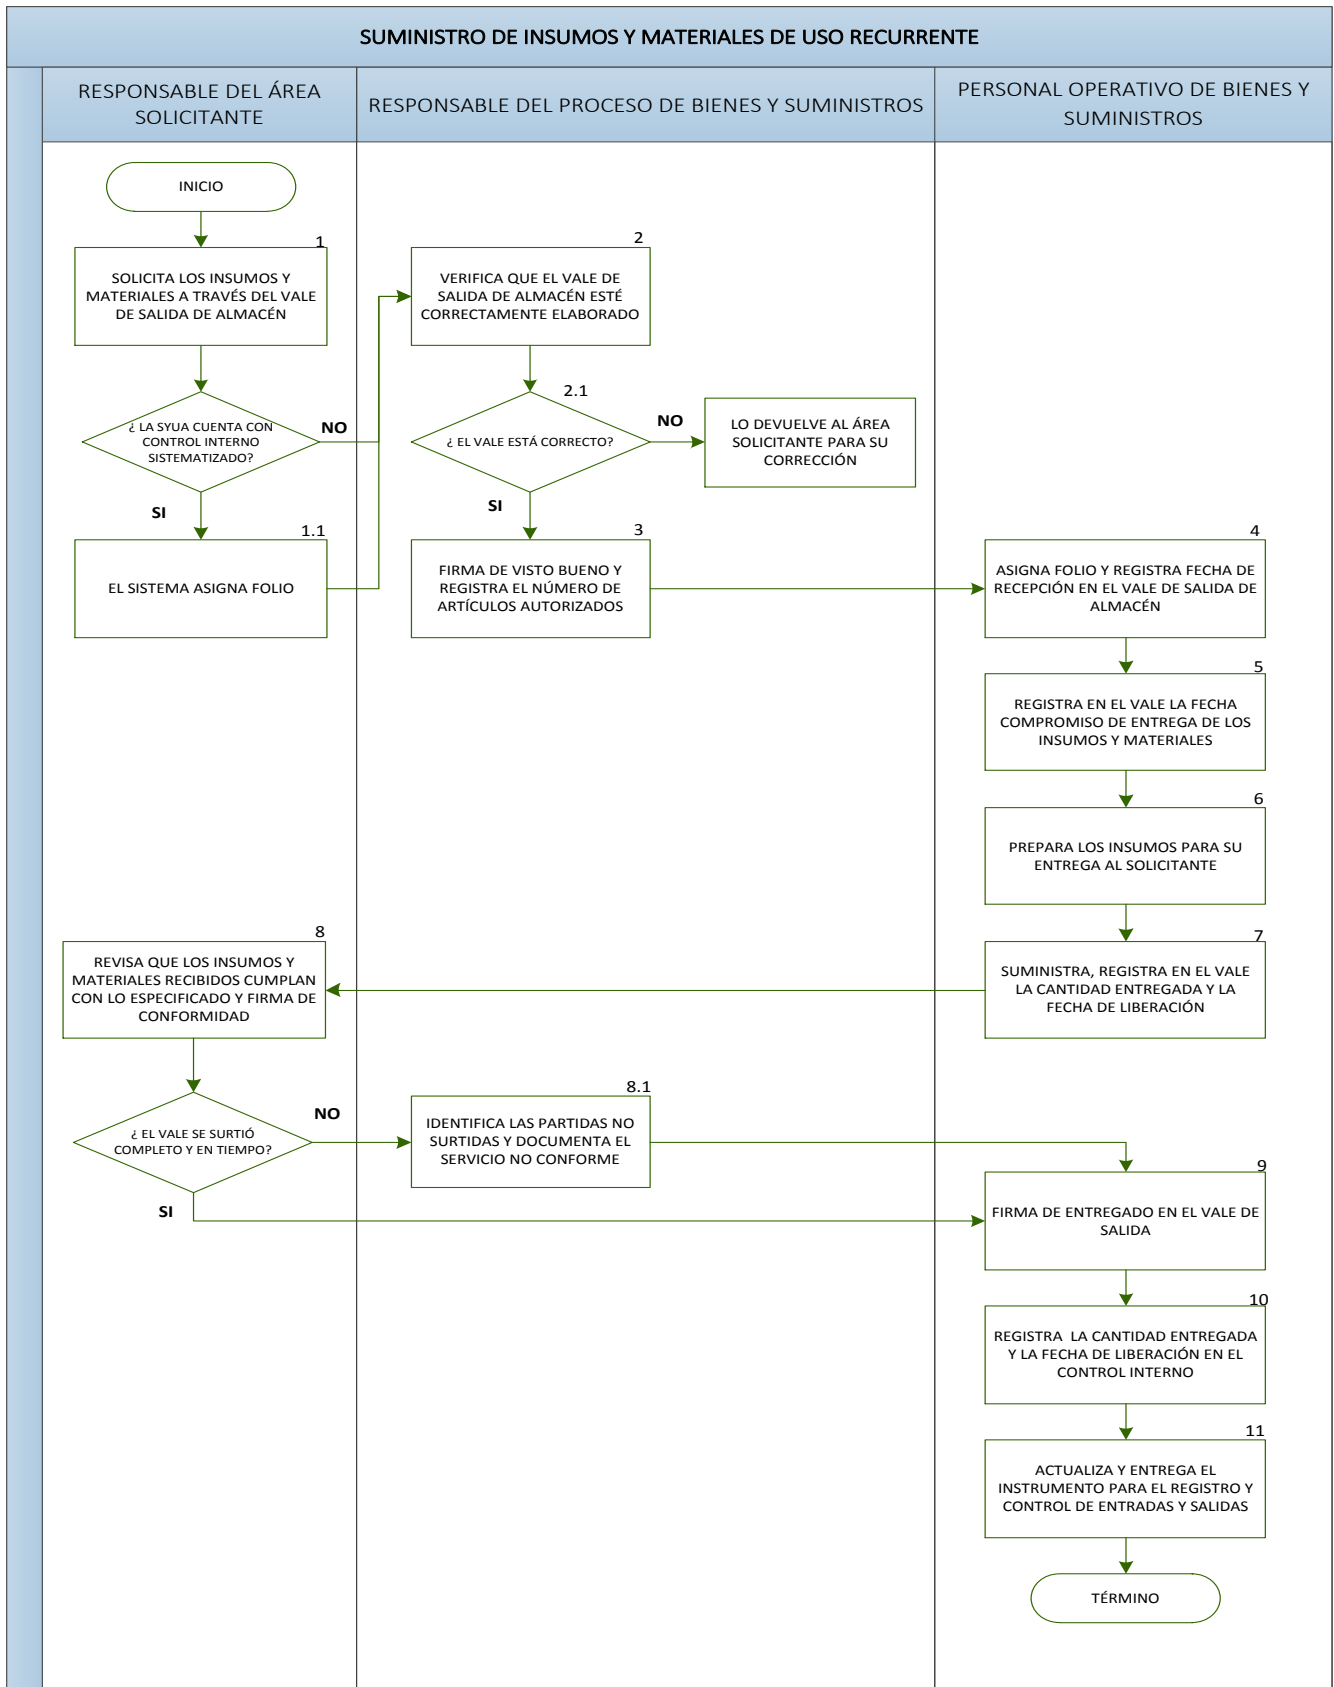 SUMINISTRO DE INSUMOS Y MATERIALES DE USO RECURRENTE
RESPONSABLE DEL ÁREA
SOLICITANTE
RESPONSABLE DEL PROCESO DE BIENES Y SUMINISTROS
PERSONAL OPERATIVO DE BIENES Y
SUMINISTROS
INICIO
1
SOLICITA LOS INSUMOS Y
MATERIALES A TRAVÉS DEL VALE
DE SALIDA DE ALMACÉN
2
VERIFICA QUE EL VALE DE
SALIDA DE ALMACÉN ESTÉ
CORRECTAMENTE ELABORADO
¿ LA SYUA CUENTA CON
CONTROL INTERNO
SISTEMATIZADO?
NO
SI
2.1
¿ EL VALE ESTÁ CORRECTO?
NO
SI
LO DEVUELVE AL ÁREA
SOLICITANTE PARA SU
CORRECCIÓN
1.1
EL SISTEMA ASIGNA FOLIO
3
FIRMA DE VISTO BUENO Y
REGISTRA EL NÚMERO DE
ARTÍCULOS AUTORIZADOS
4
ASIGNA FOLIO Y REGISTRA FECHA DE
RECEPCIÓN EN EL VALE DE SALIDA DE
ALMACÉN
5
REGISTRA EN EL VALE LA FECHA
COMPROMISO DE ENTREGA DE LOS
INSUMOS Y MATERIALES
6
PREPARA LOS INSUMOS PARA SU
ENTREGA AL SOLICITANTE
7
SUMINISTRA, REGISTRA EN EL VALE
LA CANTIDAD ENTREGADA Y LA
FECHA DE LIBERACIÓN
8
REVISA QUE LOS INSUMOS Y
MATERIALES RECIBIDOS CUMPLAN
CON LO ESPECIFICADO Y FIRMA DE
CONFORMIDAD
¿ EL VALE SE SURTIÓ
COMPLETO Y EN TIEMPO?
NO
SI
8.1
IDENTIFICA LAS PARTIDAS NO
SURTIDAS Y DOCUMENTA EL
SERVICIO NO CONFORME
9
FIRMA DE ENTREGADO EN EL VALE DE
SALIDA
10
REGISTRA LA CANTIDAD ENTREGADA
Y LA FECHA DE LIBERACIÓN EN EL
CONTROL INTERNO
11
ACTUALIZA Y ENTREGA EL
INSTRUMENTO PARA EL REGISTRO Y
CONTROL DE ENTRADAS Y SALIDAS
TÉRMINO